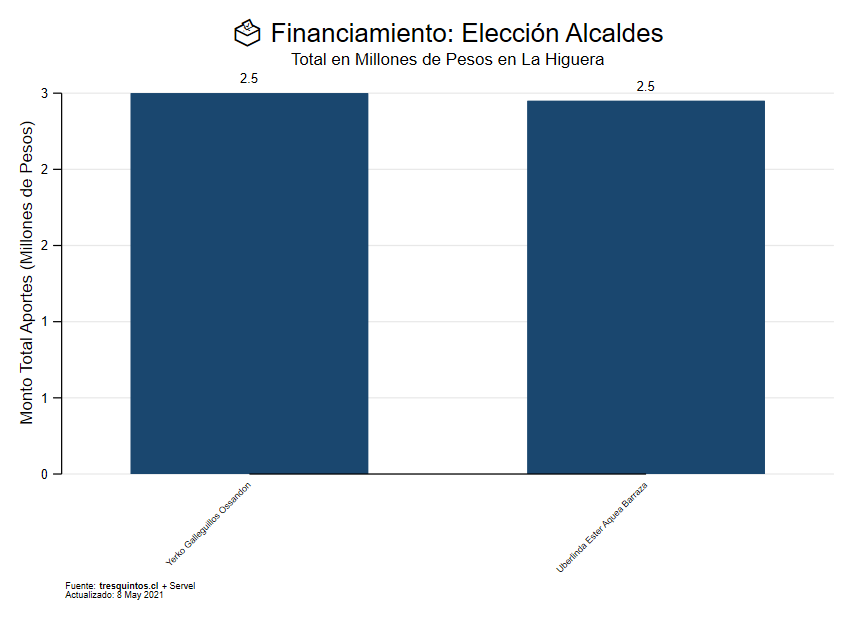 Financiamiento: Elección Alcaldes
Total en Millones de Pesos en La Higuera
2.5
2.5
Monto Total Aportes (Millones de Pesos)
3
2
2
1
1
0
Yerko Galleguillos Ossandon
Uberlinda Ester Aquea Barraza
Fuente: tresquintos.cl + Servel
Actualizado: 8 May 2021